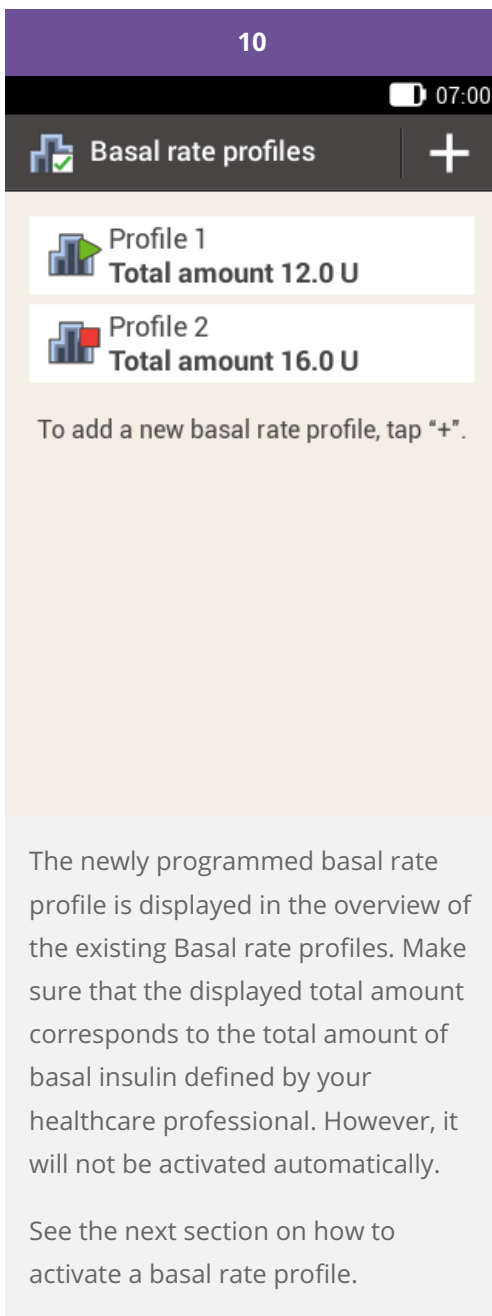 10
07:00
Basal rate profiles
+
Profile 1
Total amount 12.0 U
Profile 2
Total amount 16.0 U
To add a new basal rate profile, tap “+”.
The newly programmed basal rate
profile is displayed in the overview of
the existing Basal rate profiles. Make
sure that the displayed total amount
corresponds to the total amount of
basal insulin defined by your
healthcare professional. However, it
will not be activated automatically.
See the next section on how to
activate a basal rate profile.